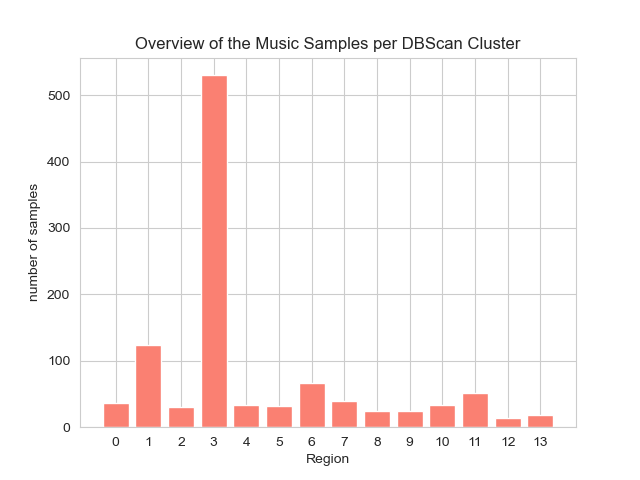 Overview of the Music Samples per DBScan Cluster
number of samples
500
400
300
200
100
0
0 1 2 3 4 5 6 7 8 9 10 11 12 13
Region